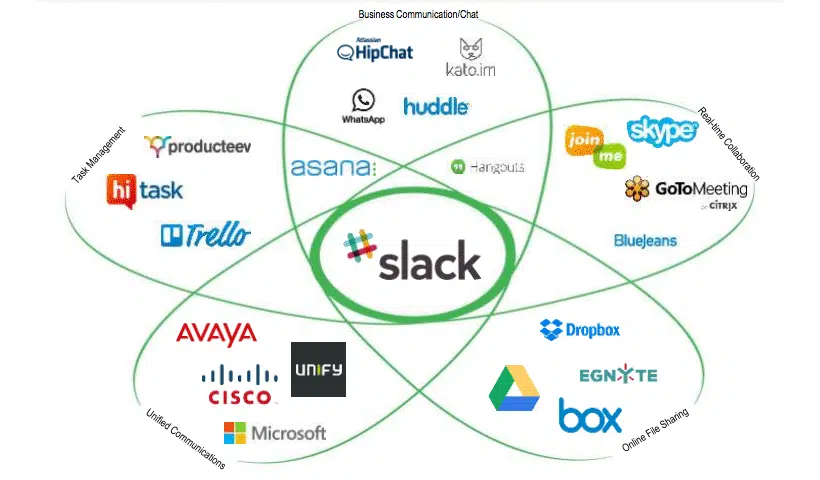 Business Communication/Chat
Atlassian
HipChat
kato.im
WhatsApp
huddle
asana
Hangouts
Task Management
producteev
hi task
Trello
Real-time Collaboration
join
me
skype
GoToMeeting
by CITRIX
BlueJeans
slack
AVAYA
CISCO
UNIFY
Microsoft
Unified Communications
Dropbox
EGNYTE
box
Online File Sharing